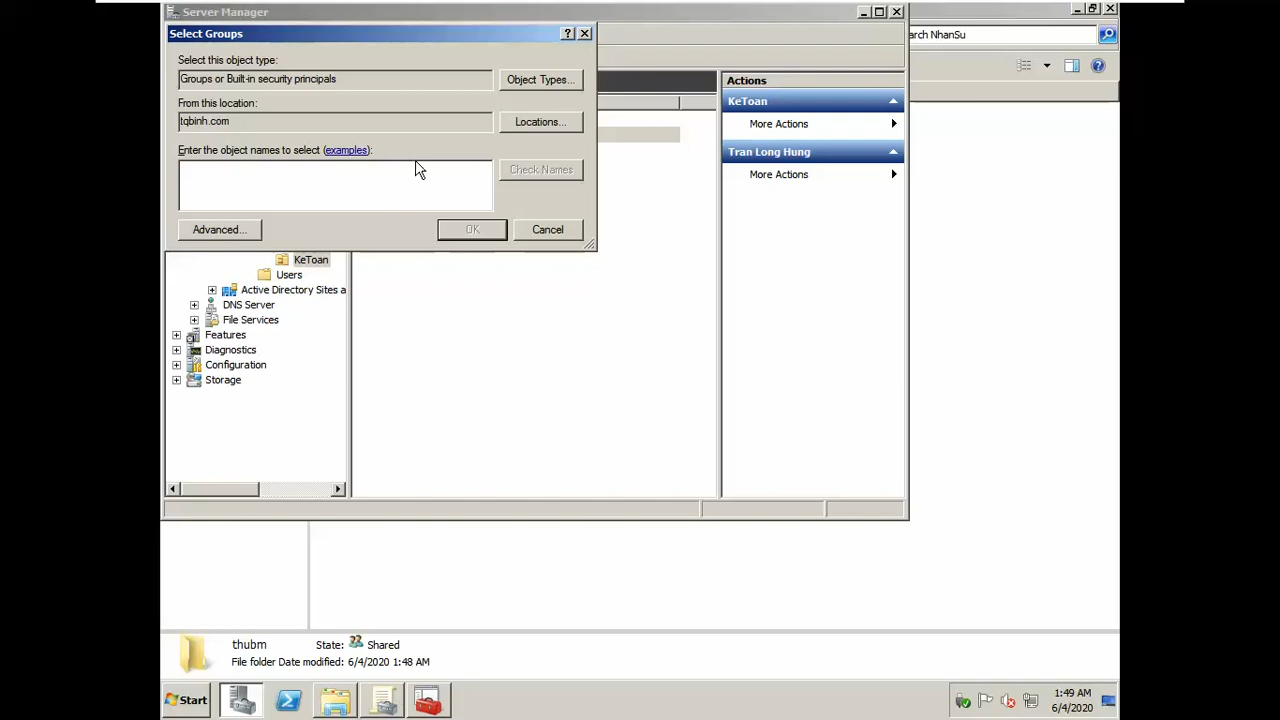 Server Manager
Select Groups
Select this object type:
Groups or Built-in security principals
Object Types...
From this location:
tqbinh.com
Locations...
Enter the object names to select (examples):
Check Names
Advanced...
OK
Cancel
KeToan
Users
Active Directory Sites a
DNS Server
File Services
Features
Diagnostics
Configuration
Storage
Actions
KeToan
More Actions
Tran Long Hung
More Actions
arch NhanSu
thubm
State:
Shared
File folder
Date modified: 6/4/2020 1:48 AM
Start
1:49 AM
6/4/2020